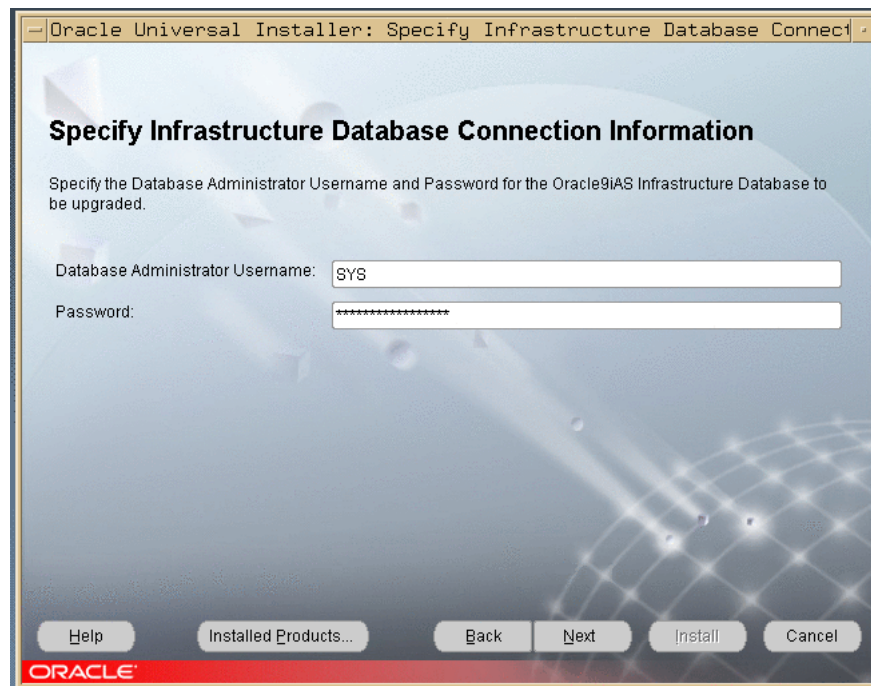 Oracle Universal Installer: Specify Infrastructure Database Connect
Specify Infrastructure Database Connection Information
Specify the Database Administrator Username and Password for the Oracle9iAS Infrastructure Database to
be upgraded.
Database Administrator Username: SYS
Password: *****************
Help Installed Products... Back Next Install Cancel
ORACLE